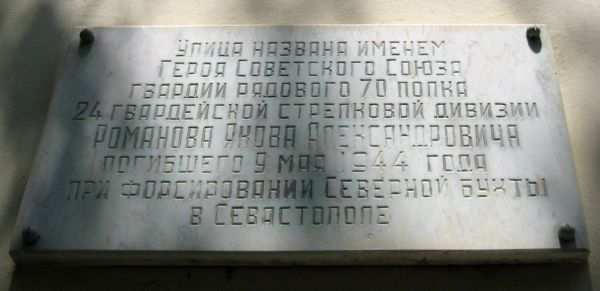 Улица названа именем
Героя Советского Союза
гвардии рядового 70 полка
24 гвардейской стрелковой дивизии
Романова Якова Александровича
погибшего 9 мая 1944 года
при форсировании Северной бухты
в Севастополе